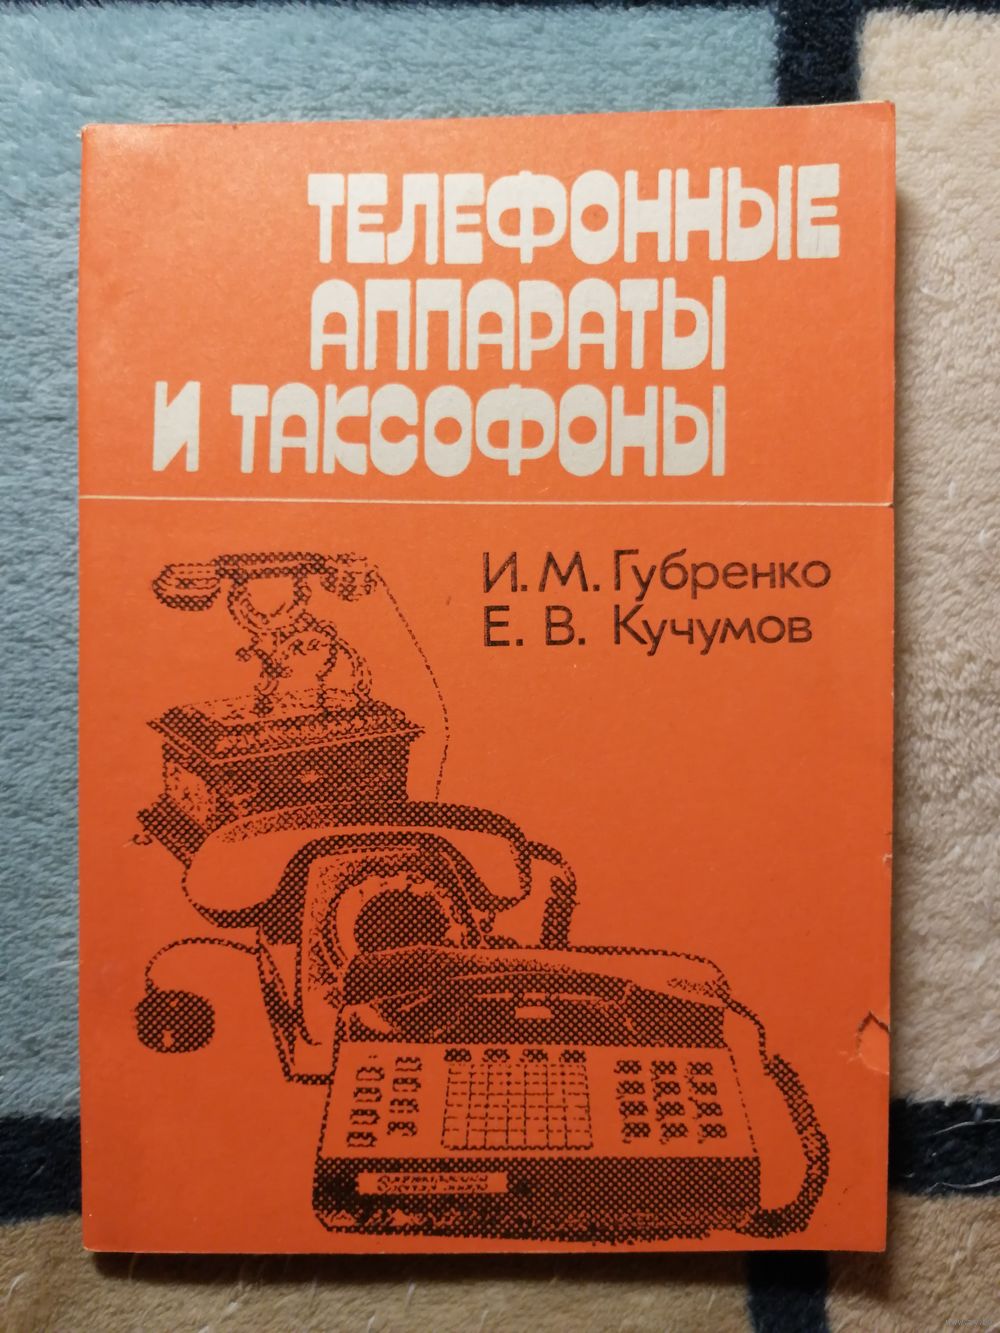 ТЕЛЕФОННЫЕ
АППАРАТЫ
И ТАКСОФОНЫ
И. М. Губренко
Е. В. Кучумов